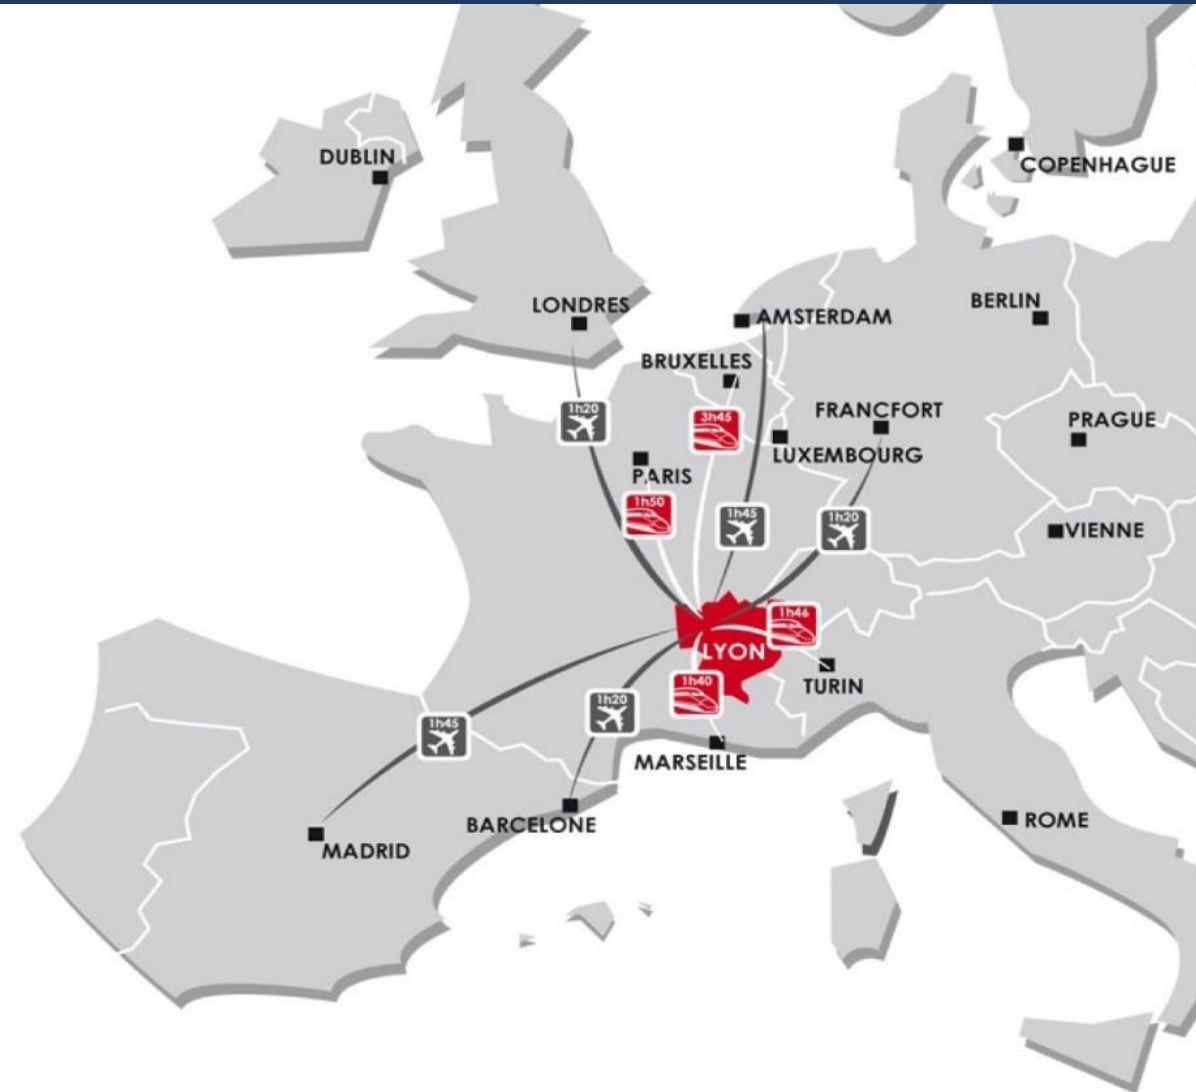 DUBLIN
COPENHAGUE
LONDRES
BERLIN
AMSTERDAM
BRUXELLES
1h20
3h45
FRANCFORT
PRAGUE
LUXEMBOURG
PARIS
1h50
1h45
1h20
VIENNE
1h46
LYON
TURIN
1h40
1h20
1h45
MARSEILLE
BARCELONE
ROME
MADRID